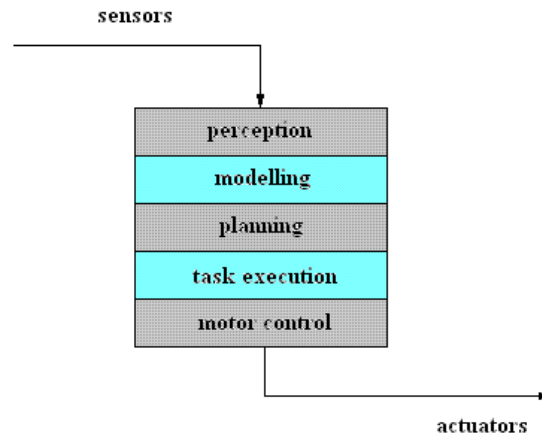 sensors
perception
modelling
planning
task execution
motor control
actuators